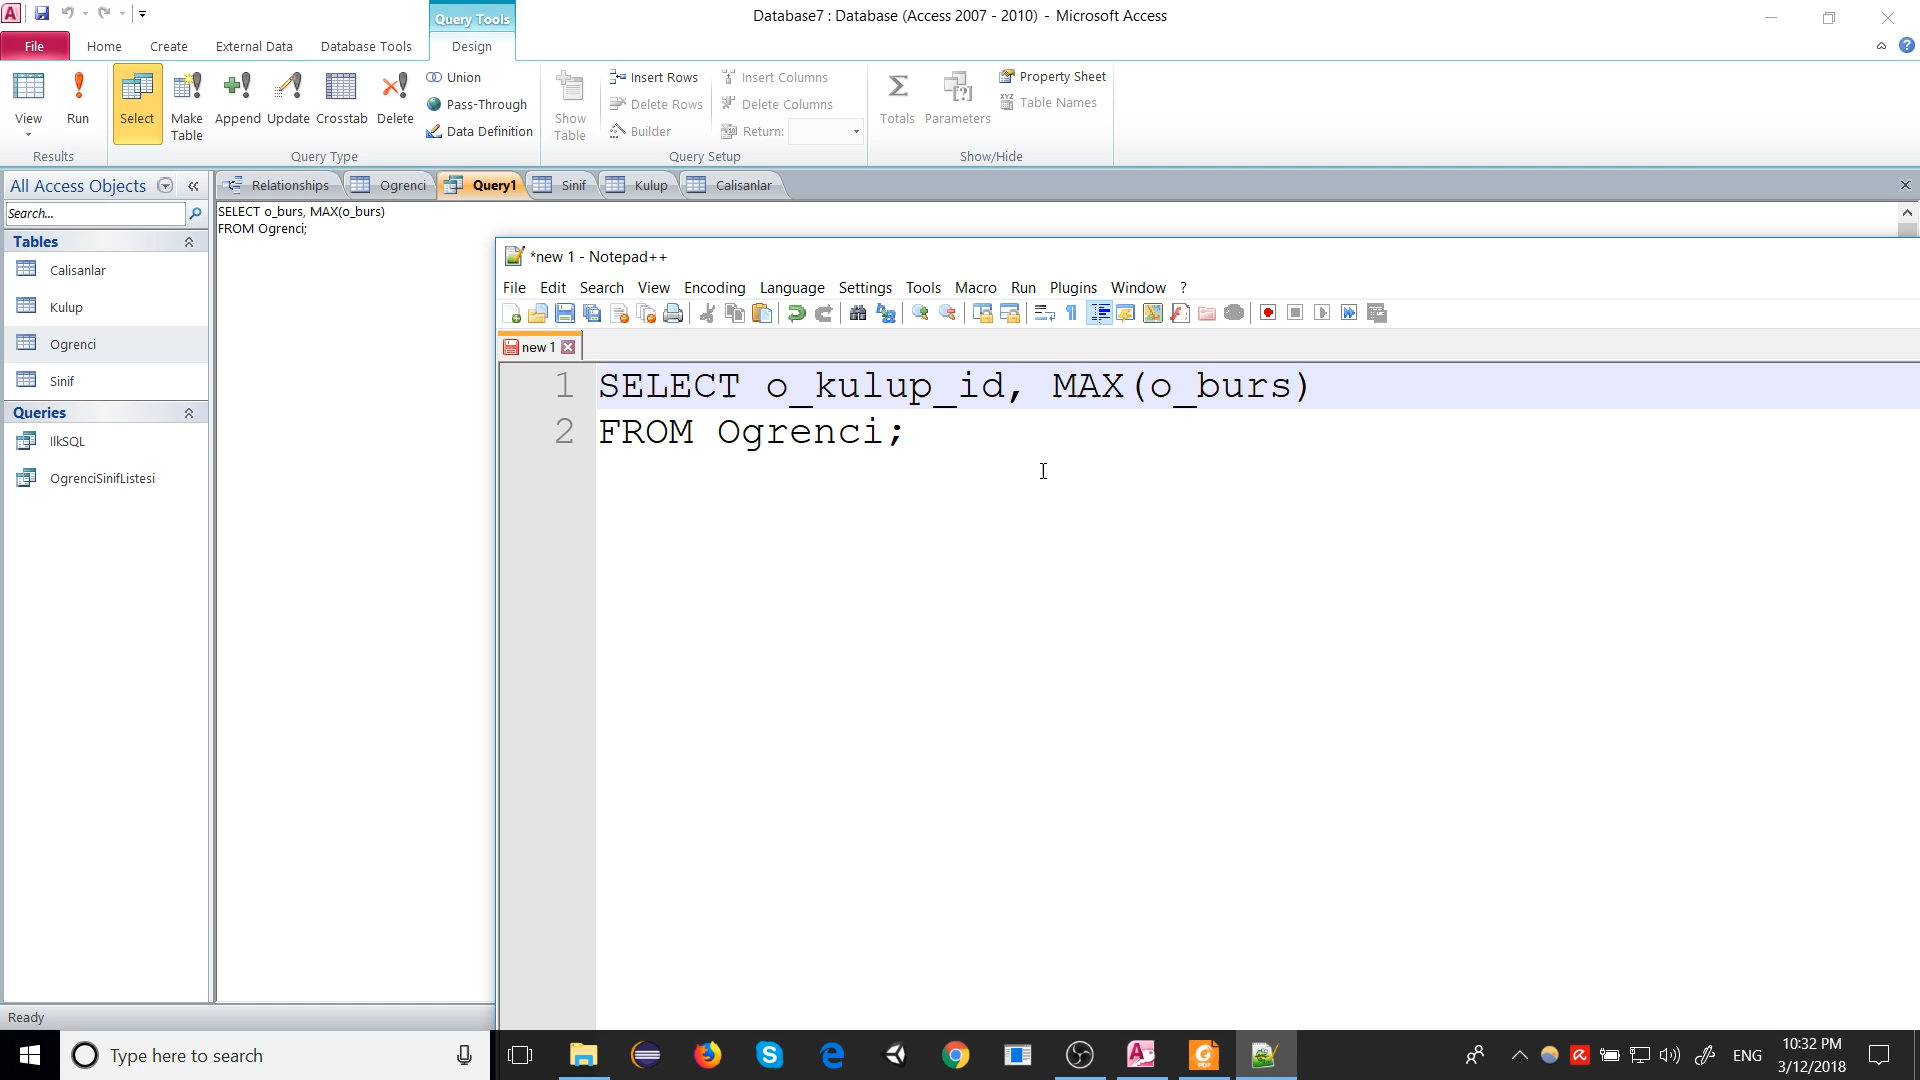 Query Tools
Database7 : Database (Access 2007 - 2010) - Microsoft Access
File Home Create External Data Database Tools Design
View Run Select Make Table Append Update Crosstab Delete
Union
Pass-Through
Data Definition
Show Table
Insert Rows
Delete Rows
Builder
Insert Columns
Delete Columns
Return:
Totals Parameters
Property Sheet
Table Names
Results Query Type Query Setup Show/Hide
All Access Objects
Relationships Ogrenci Query1 Sinif Kulup Calisanlar
Search...
SELECT o_burs, MAX(o_burs)
FROM Ogrenci;
Tables
Calisanlar
Kulup
Ogrenci
Sinif
Queries
IlkSQL
OgrenciSinifListesi
*new 1 - Notepad++
File Edit Search View Encoding Language Settings Tools Macro Run Plugins Window ?
new 1
1 SELECT o_kulup_id, MAX(o_burs)
2 FROM Ogrenci;
Ready
Type here to search
ENG
10:32 PM
3/12/2018